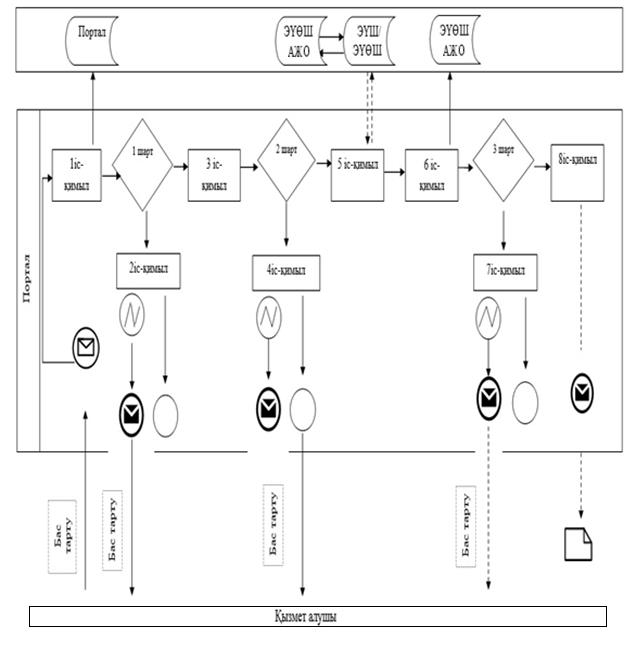 Портал
ЭҮӨШ
АЖО
ЭҮШ/
ЭҮӨШ
ЭҮӨШ
АЖО
1іс-
қимыл
1 шарт
3 іс-
қимыл
2 шарт
5 іс-қимыл
6 іс-
қимыл
3 шарт
8іс-қимыл
2іс-қимыл
4іс-қимыл
7іс-қимыл
Портал
Бас
тарту
Бас тарту
Бас тарту
Бас тарту
Қызмет алушы